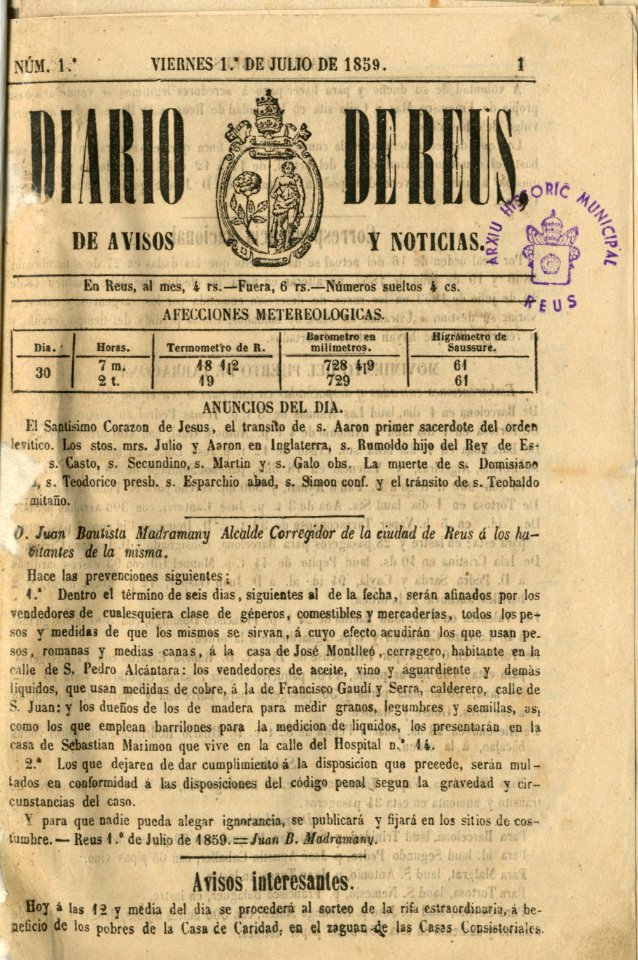 NÚM. 1.º VIERNES 1.º DE JULIO DE 1859. 1
DIARIO DE REUS,
DE AVISOS Y NOTICIAS.
ARXIU HISTORIC MUNICIPAL
REUS
En Reus, al mes, 4 rs.—Fuera, 6 rs.—Números sueltos 4 cs.
AFECCIONES METEREOLOGICAS.
Dia. Horas. Termometro de R. Barometro en milimetros. Higrómetro de Saussure.
30 7 m. 18 1|2 728 4|9 61
2 t. 19 729 61
ANUNCIOS DEL DIA.
El Santísimo Corazon de Jesus, el transito de s. Aaron primer sacerdote del orden
levítico. Los stos. mrs. Julio y Aaron en Inglaterra, s. Rumoldo hijo del Rey de Es-
s. Casto, s. Secundino, s. Martin y s. Galo obs. La muerte de s. Domisiano
s. Teodorico presb. s. Esparchio abad, s. Simon conf. y el tránsito de s. Teobaldo
mitaño.
D. Juan Bautista Madramany Alcalde Corregidor de la ciudad de Reus á los ha-
bitantes de la misma.
Hace las prevenciones siguientes:
1.ª Dentro el término de seis dias, siguientes al de la fecha, serán afinados por los
vendedores de cualesquiera clase de géneros, comestibles y mercaderías, todos los pe-
sos y medidas de que los mismos se sirvan, á cuyo efecto acudirán los que usan pe-
sos, romanas y medias canas, á la casa de José Montlleó, cerragero, habitante en la
calle de S. Pedro Alcántara: los vendedores de aceite, vino y aguardiente y demàs
líquidos, que usan medidas de cobre, á la de Francisco Gaudí y Serra, calderero, calle de
S. Juan: y los dueños de los de madera para medir granos, legumbres y semillas, as,
como los que emplean barrilones para la medicion de liquidos, los presentarán en la
casa de Sebastian Marimon que vive en la calle del Hospital n.º 14.
2.ª Los que dejaren de dar cumplimiento á la disposicion que precede, serán mul-
tados en conformidad á las disposiciones del código penal segun la gravedad y cir-
cunstancias del caso.
Y para que nadie pueda alegar ignorancia, se publicará y fijará en los sitios de cos-
tumbre.—Reus 1.º de Julio de 1859.=Juan B. Madramany.
Avisos interesantes.
Hoy á las 12 y media del dia se procederá al sorteo de la rifa estraordinaria, á be-
neficio de los pobres de la Casa de Caridad, en el zaguan de las Casas Consistoriales.